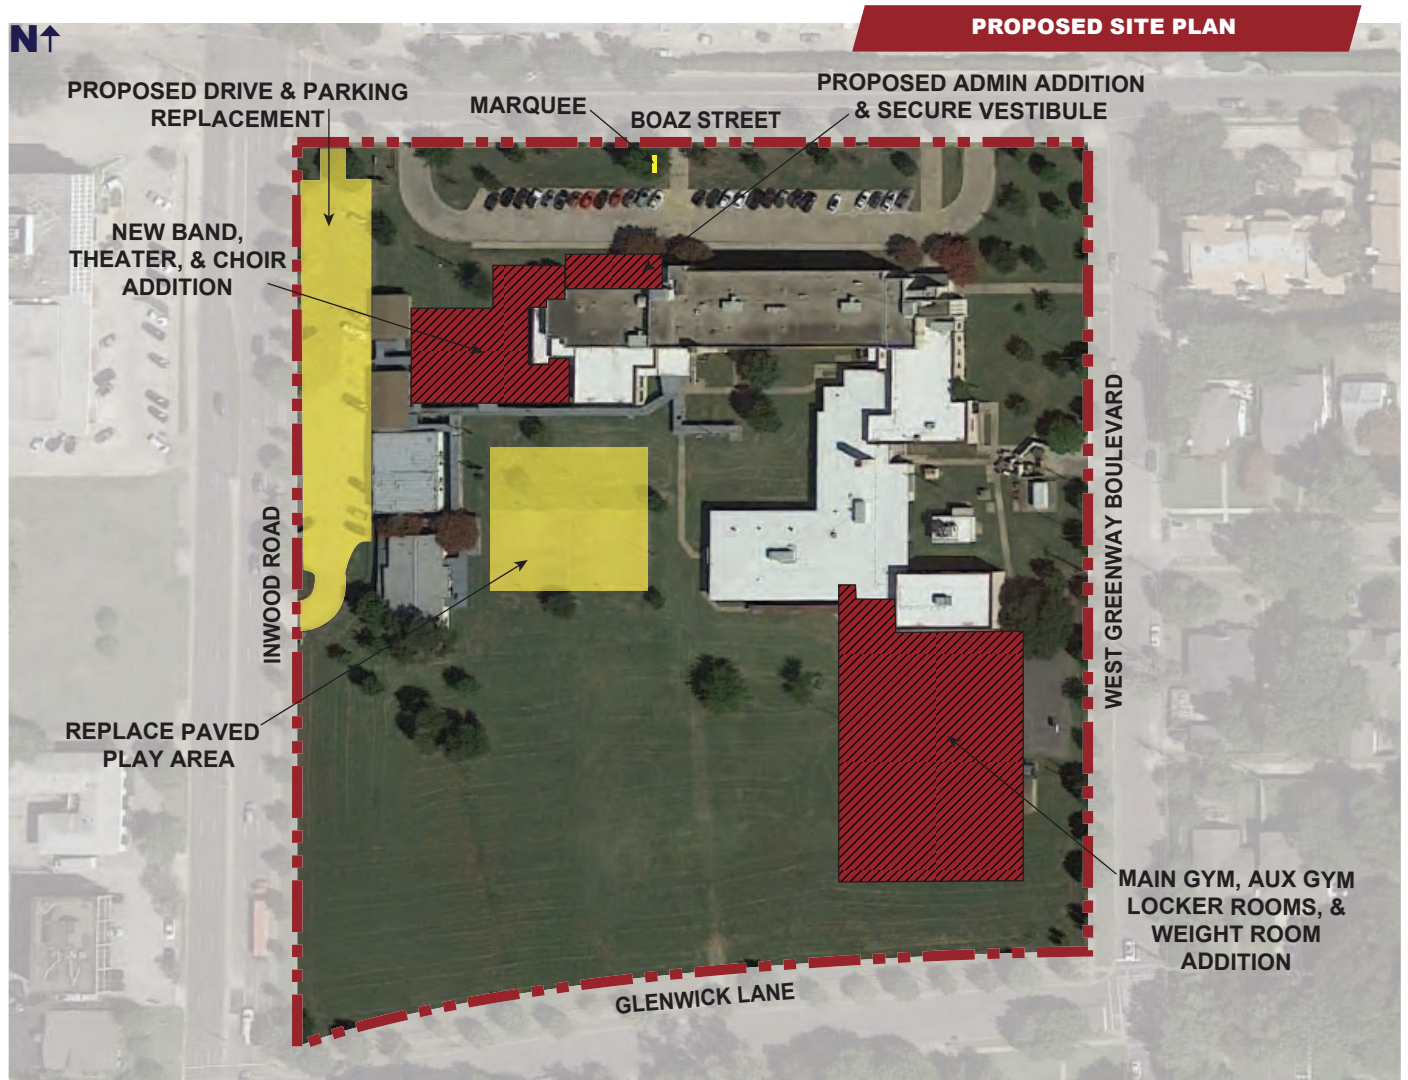 PROPOSED SITE PLAN
N
PROPOSED DRIVE & PARKING
REPLACEMENT
MARQUEE
BOAZ STREET
PROPOSED ADMIN ADDITION
& SECURE VESTIBULE
NEW BAND,
THEATER, & CHOIR
ADDITION
INWOOD ROAD
WEST GREENWAY BOULEVARD
REPLACE PAVED
PLAY AREA
MAIN GYM, AUX GYM
LOCKER ROOMS, &
WEIGHT ROOM
ADDITION
GLENWICK LANE